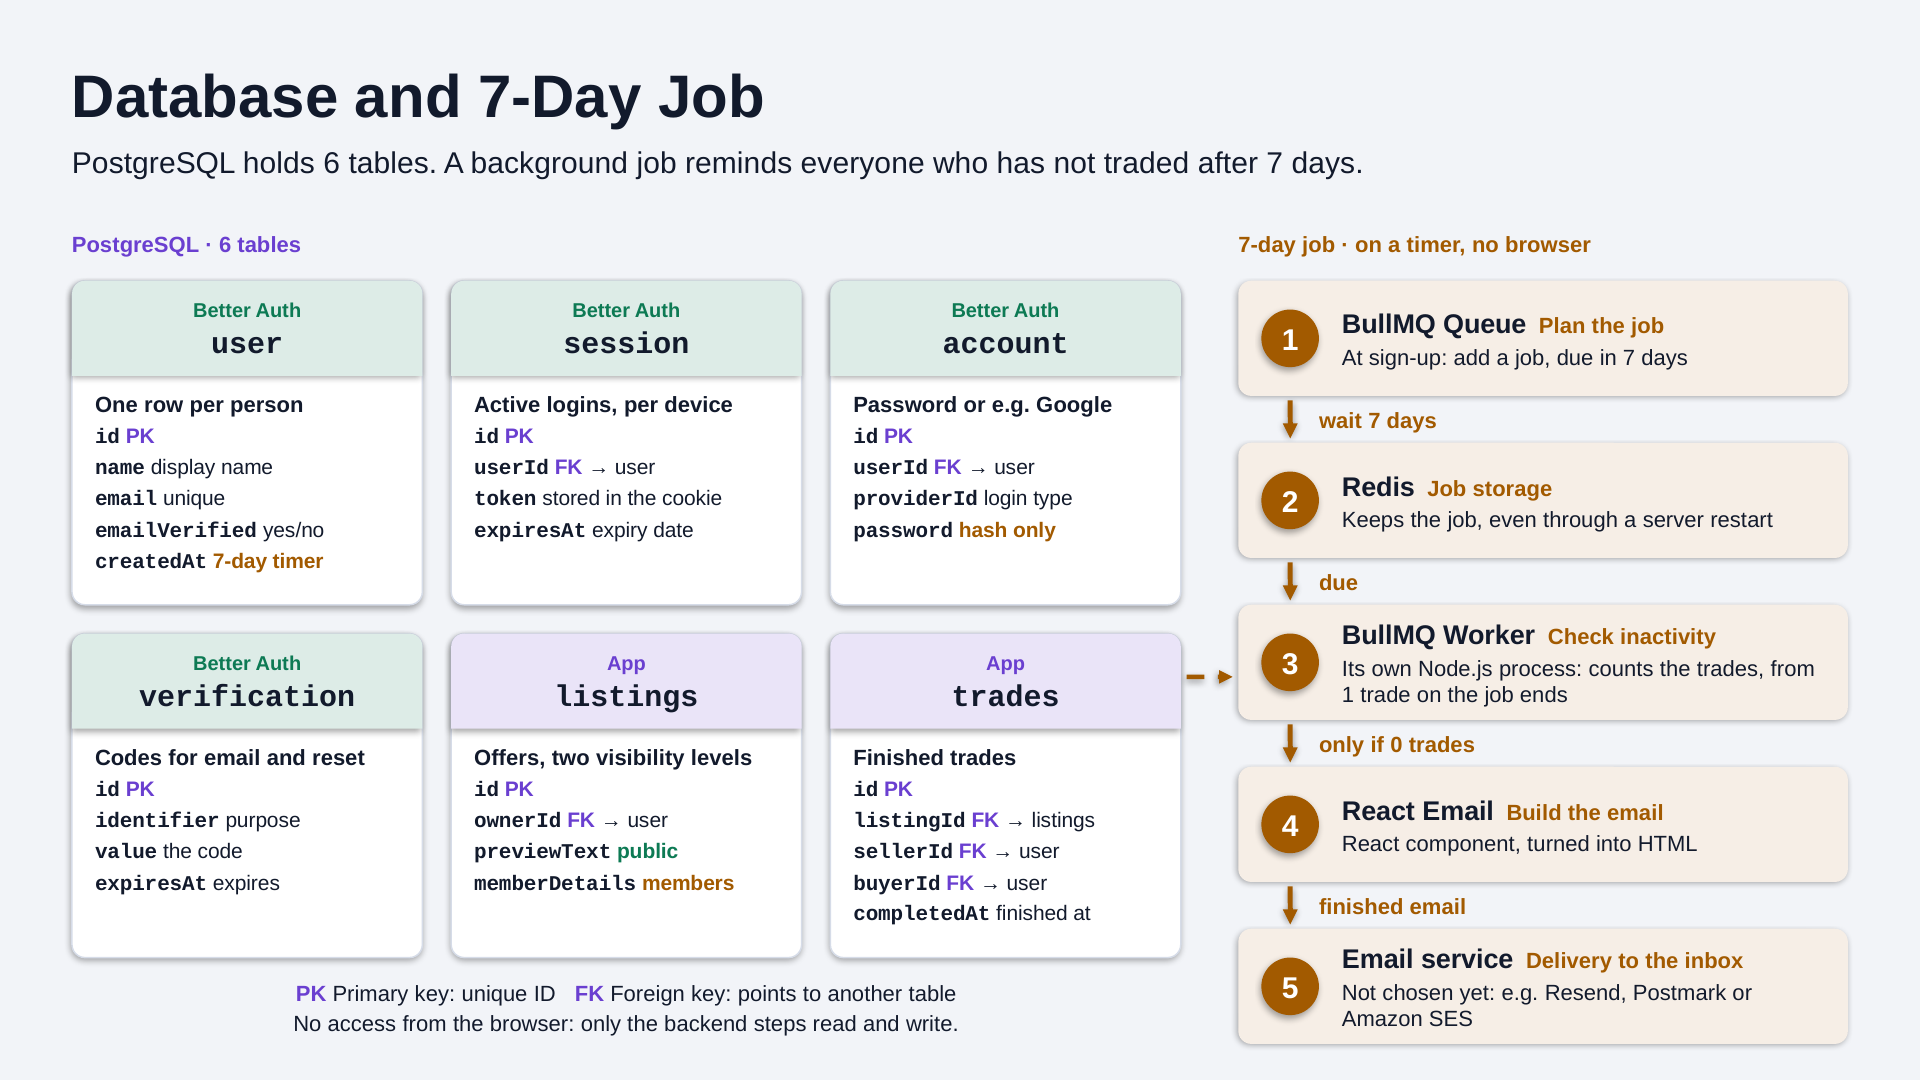 Database and 7-Day Job
PostgreSQL holds 6 tables. A background job reminds everyone who has not traded after 7 days.
PostgreSQL · 6 tables
Better Auth
user
One row per person
id PK
name display name
email unique
emailVerified yes/no
createdAt 7-day timer
Better Auth
session
Active logins, per device
id PK
userId FK → user
token stored in the cookie
expiresAt expiry date
Better Auth
account
Password or e.g. Google
id PK
userId FK → user
providerId login type
password hash only
Better Auth
verification
Codes for email and reset
id PK
identifier purpose
value the code
expiresAt expires
App
listings
Offers, two visibility levels
id PK
ownerId FK → user
previewText public
memberDetails members
App
trades
Finished trades
id PK
listingId FK → listings
sellerId FK → user
buyerId FK → user
completedAt finished at
PK Primary key: unique ID FK Foreign key: points to another table
No access from the browser: only the backend steps read and write.
7-day job · on a timer, no browser
1
BullMQ Queue Plan the job
At sign-up: add a job, due in 7 days
wait 7 days
2
Redis Job storage
Keeps the job, even through a server restart
due
3
BullMQ Worker Check inactivity
Its own Node.js process: counts the trades, from
1 trade on the job ends
only if 0 trades
4
React Email Build the email
React component, turned into HTML
finished email
5
Email service Delivery to the inbox
Not chosen yet: e.g. Resend, Postmark or
Amazon SES